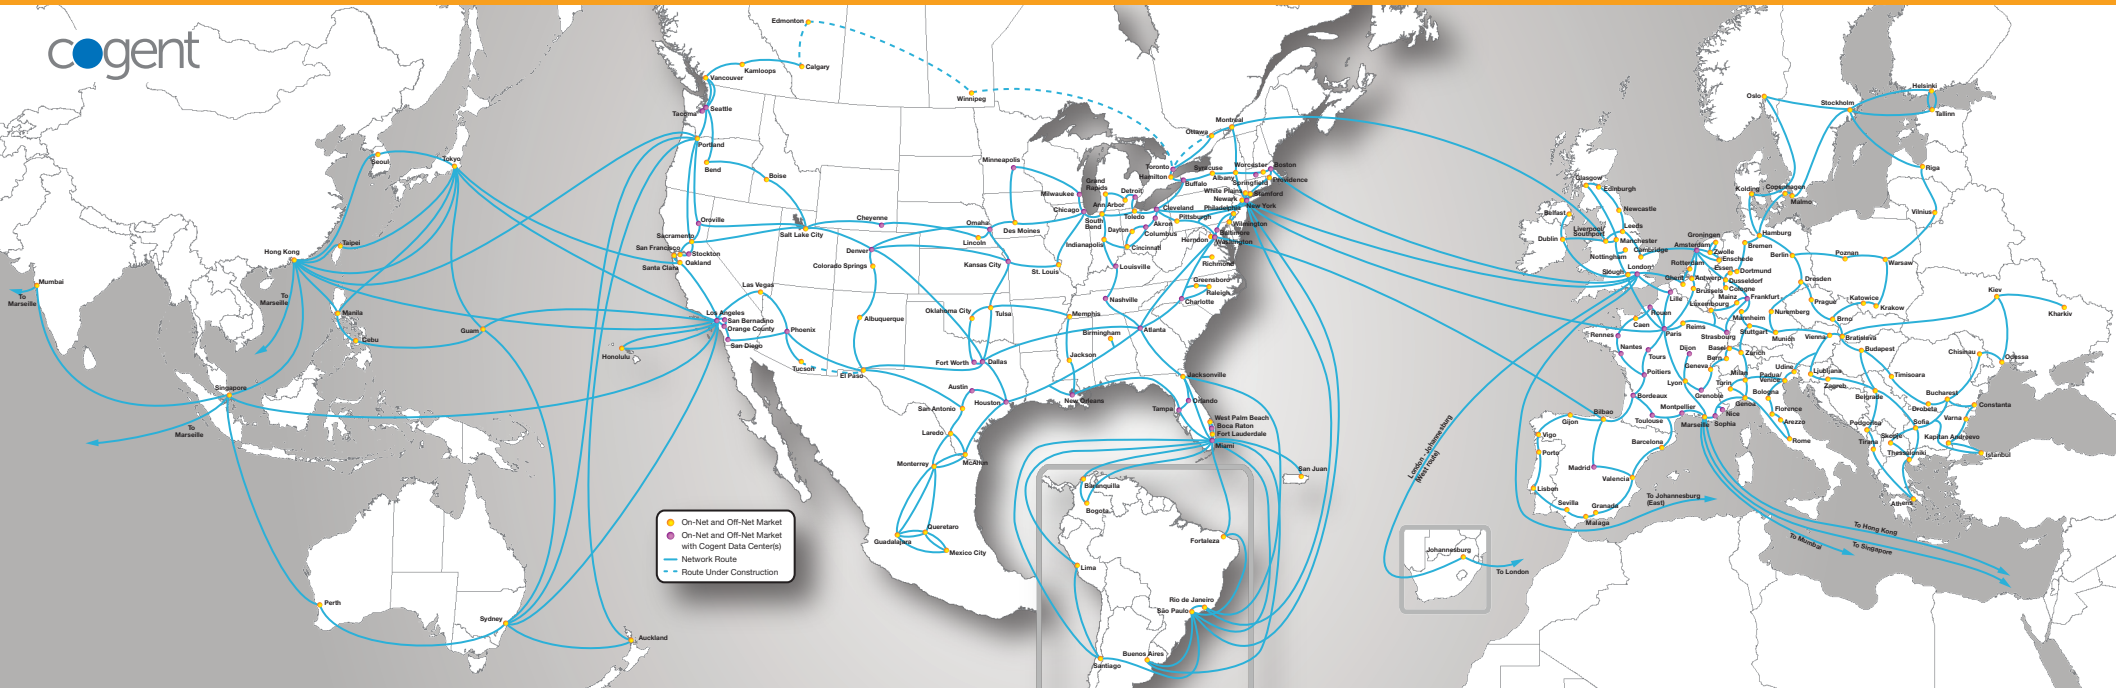 cogent
Edmonton
Calgary
Kamloops
Vancouver
Winnipeg
Seattle
Tacoma
Portland
Bend
Boise
Oroville
Sacramento
San Francisco
Stockton
Oakland
Santa Clara
Salt Lake City
Cheyenne
Denver
Colorado Springs
Las Vegas
Los Angeles
San Bernadino
Orange County
San Diego
Phoenix
Tucson
El Paso
Albuquerque
Honolulu
Minneapolis
Milwaukee
Chicago
Omaha
Des Moines
Lincoln
Kansas City
St. Louis
Oklahoma City
Tulsa
Memphis
Birmingham
Jackson
Fort Worth
Dallas
Austin
Houston
San Antonio
Laredo
McAllen
Monterrey
Queretaro
Guadalajara
Mexico City
New Orleans
Montreal
Ottawa
Toronto
Hamilton
Buffalo
Syracuse
Albany
Worcester
Boston
Springfield
Providence
White Plains
Stamford
Newark
New York
Philadelphia
Wilmington
Baltimore
Washington
Herndon
Grand
Rapids
Detroit
Ann Arbor
Toledo
Cleveland
Akron
Pittsburgh
South
Bend
Dayton
Columbus
Indianapolis
Cincinnati
Louisville
Nashville
Richmond
Greensboro
Raleigh
Charlotte
Atlanta
Jacksonville
Orlando
Tampa
West Palm Beach
Boca Raton
Fort Lauderdale
Miami
San Juan
Barranquilla
Bogota
Fortaleza
Lima
Rio de Janeiro
São Paulo
Buenos Aires
Santiago
Seoul
Tokyo
Taipei
Hong Kong
Mumbai
To
Marseille
To
Marseille
Manila
Cebu
Guam
Singapore
To
Marseille
Perth
Sydney
Auckland
On-Net and Off-Net Market
On-Net and Off-Net Market
with Cogent Data Center(s)
Network Route
Route Under Construction
London - Johannesburg
(West route)
Johannesburg
To London
Oslo
Stockholm
Helsinki
Tallinn
Riga
Vilnius
Glasgow
Edinburgh
Newcastle
Belfast
Leeds
Liverpool/
Southport
Dublin
Manchester
Nottingham
Cambridge
Slough
London
Kolding
Copenhagen
Malmo
Hamburg
Bremen
Berlin
Groningen
Amsterdam
Zwolle
Enschede
Rotterdam
Essen
Dortmund
Ghent
Antwerp
Dusseldorf
Brussels
Cologne
Lille
Luxembourg
Mainz
Frankfurt
Poznan
Warsaw
Dresden
Prague
Katowice
Krakow
Brno
Nuremberg
Mannheim
Stuttgart
Munich
Vienna
Bratislava
Budapest
Kiev
Kharkiv
Chisinau
Odessa
Rouen
Caen
Rennes
Paris
Reims
Strasbourg
Nantes
Tours
Dijon
Basel
Bern
Zurich
Geneva
Poitiers
Lyon
Grenoble
Turin
Milan
Padua/
Venice
Udine
Ljubljana
Zagreb
Bologna
Genoa
Bordeaux
Montpellier
Toulouse
Marseille
Nice
Sophia
Florence
Arezzo
Rome
Timisoara
Belgrade
Bucharest
Drobeta
Constanta
Varna
Sofia
Podgorica
Skopje
Tirana
Kapitan Andreevo
Istanbul
Thessaloniki
Athens
Bilbao
Gijon
Vigo
Porto
Barcelona
Madrid
Valencia
Lisbon
Sevilla
Granada
Malaga
To Johannesburg
(East)
To Hong Kong
To Mumbai
To Singapore